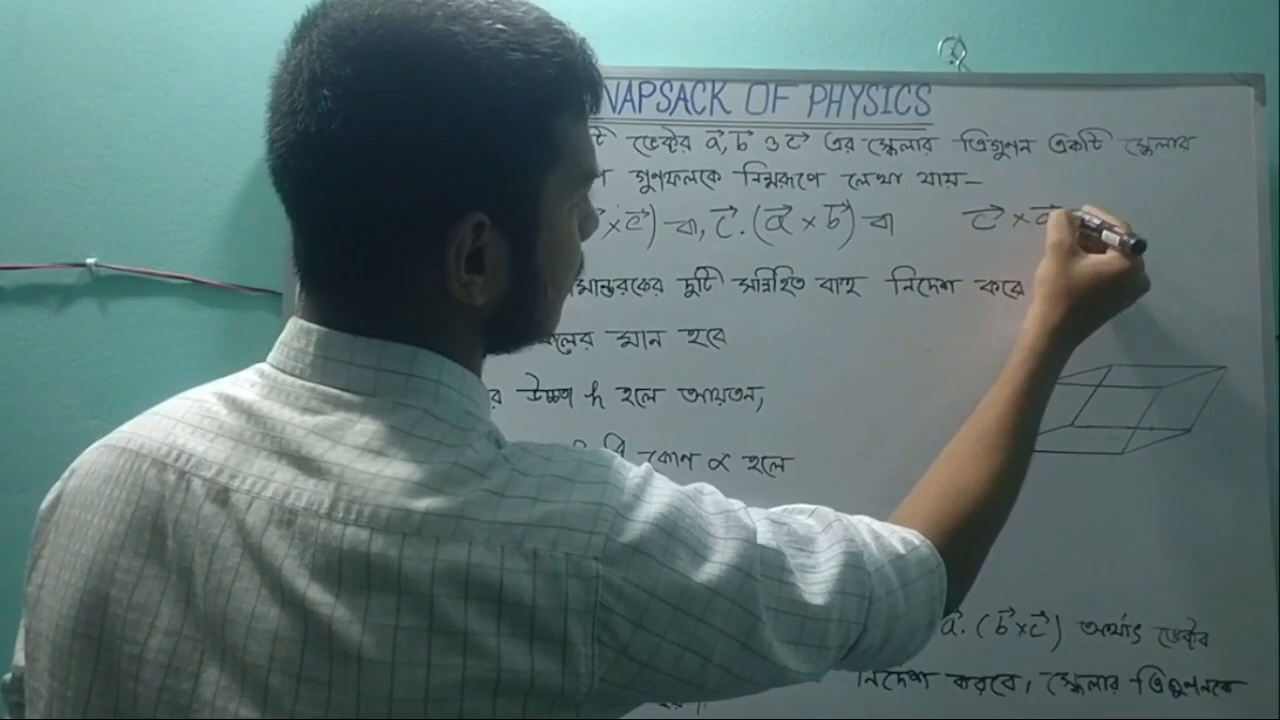 NAPSACK OF PHYSICS
ভেক্টর a⃗, b⃗ ও c⃗ এর স্কেলার ত্রিগুণন একটি স্কেলার
গুণফলকে নিম্নরূপে লেখা যায়–
×c⃗) বা, c⃗.(a⃗ × b⃗) বা c⃗ × a⃗
মান্তরকের দুটি সন্নিহিত বাহু নির্দেশ করে
লের মান হবে
র উচ্চতা h হলে আয়তন,
কোণ α হলে
a⃗.(b⃗×c⃗) অর্থাৎ ভেক্টর
নির্দেশ করবে, স্কেলার ত্রিগুণনকে